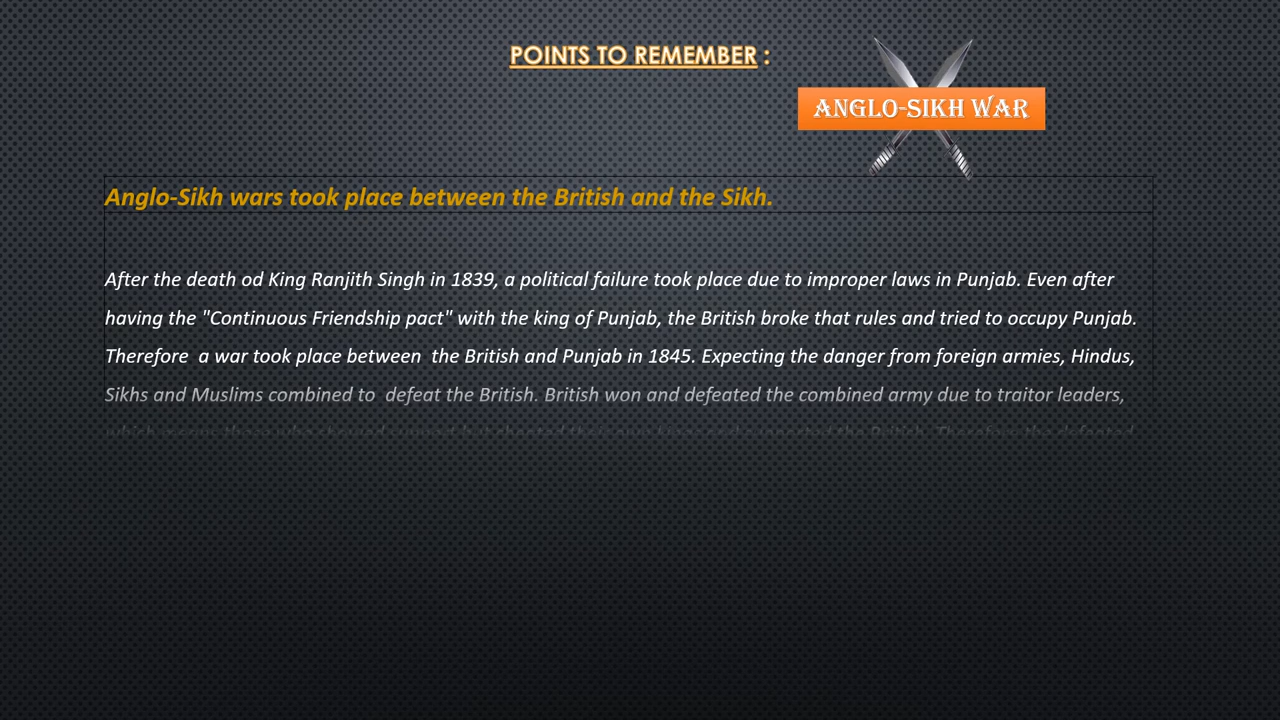 POINTS TO REMEMBER :
ANGLO-SIKH WAR
Anglo-Sikh wars took place between the British and the Sikh.
After the death od King Ranjith Singh in 1839, a political failure took place due to improper laws in Punjab. Even after
having the "Continuous Friendship pact" with the king of Punjab, the British broke that rules and tried to occupy Punjab.
Therefore  a war took place between  the British and Punjab in 1845. Expecting the danger from foreign armies, Hindus,
Sikhs and Muslims combined to  defeat the British. British won and defeated the combined army due to traitor leaders,